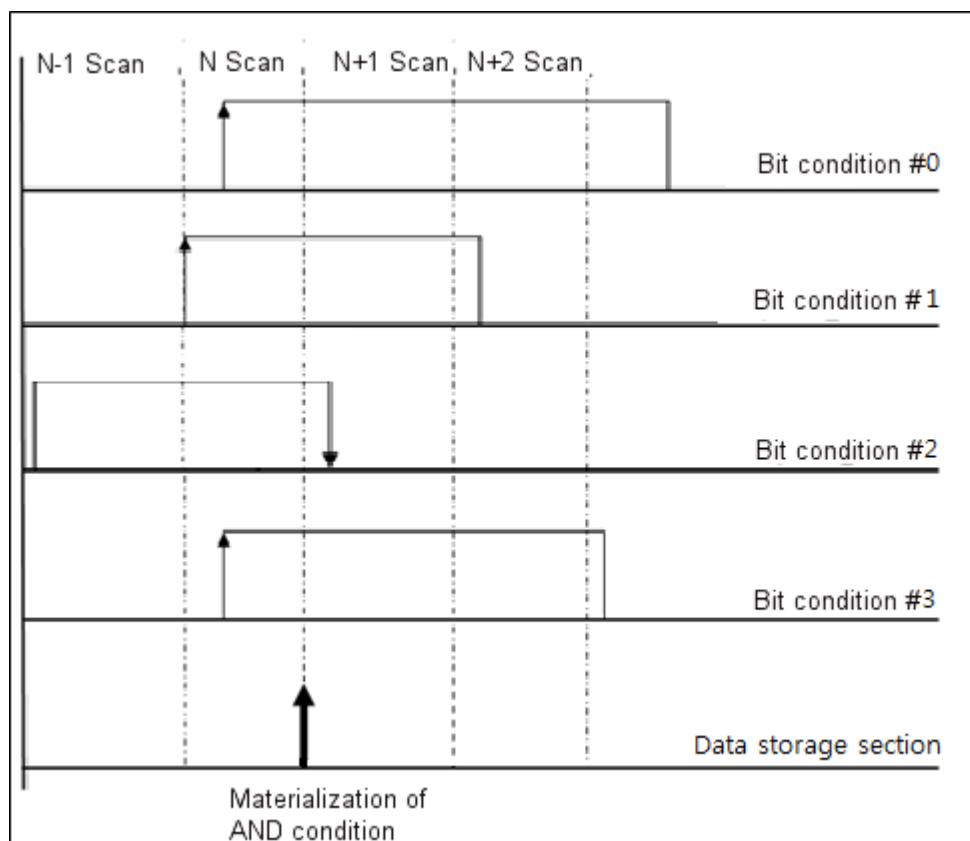 N-1 Scan N Scan N+1 Scan N+2 Scan
Bit condition #0
Bit condition #1
Bit condition #2
Bit condition #3
Data storage section
Materialization of
AND condition